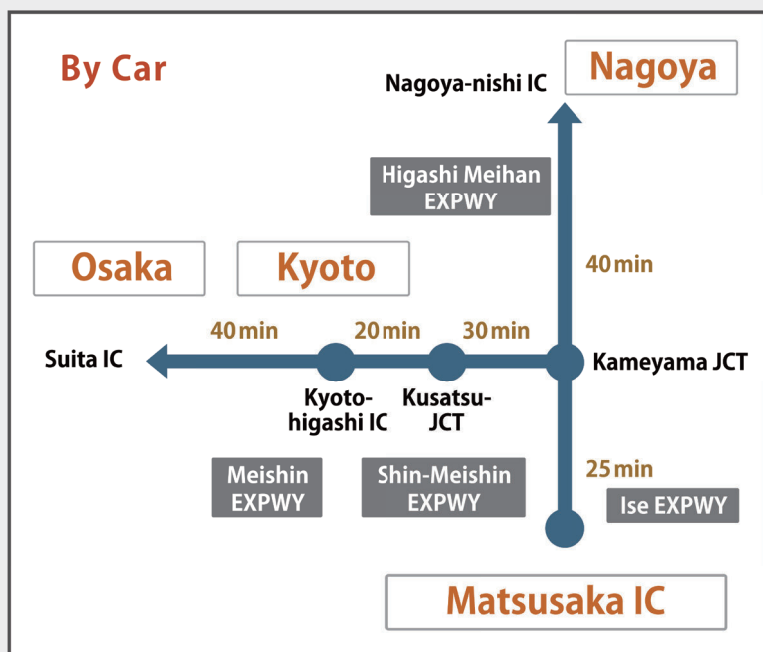 By Car
Nagoya
Nagoya-nishi IC
Higashi Meihan
EXPWY
Osaka
Kyoto
40 min
40 min
20 min
30 min
Suita IC
Kameyama JCT
Kyoto-
higashi IC
Kusatsu-
JCT
Meishin
EXPWY
Shin-Meishin
EXPWY
25 min
Ise EXPWY
Matsusaka IC